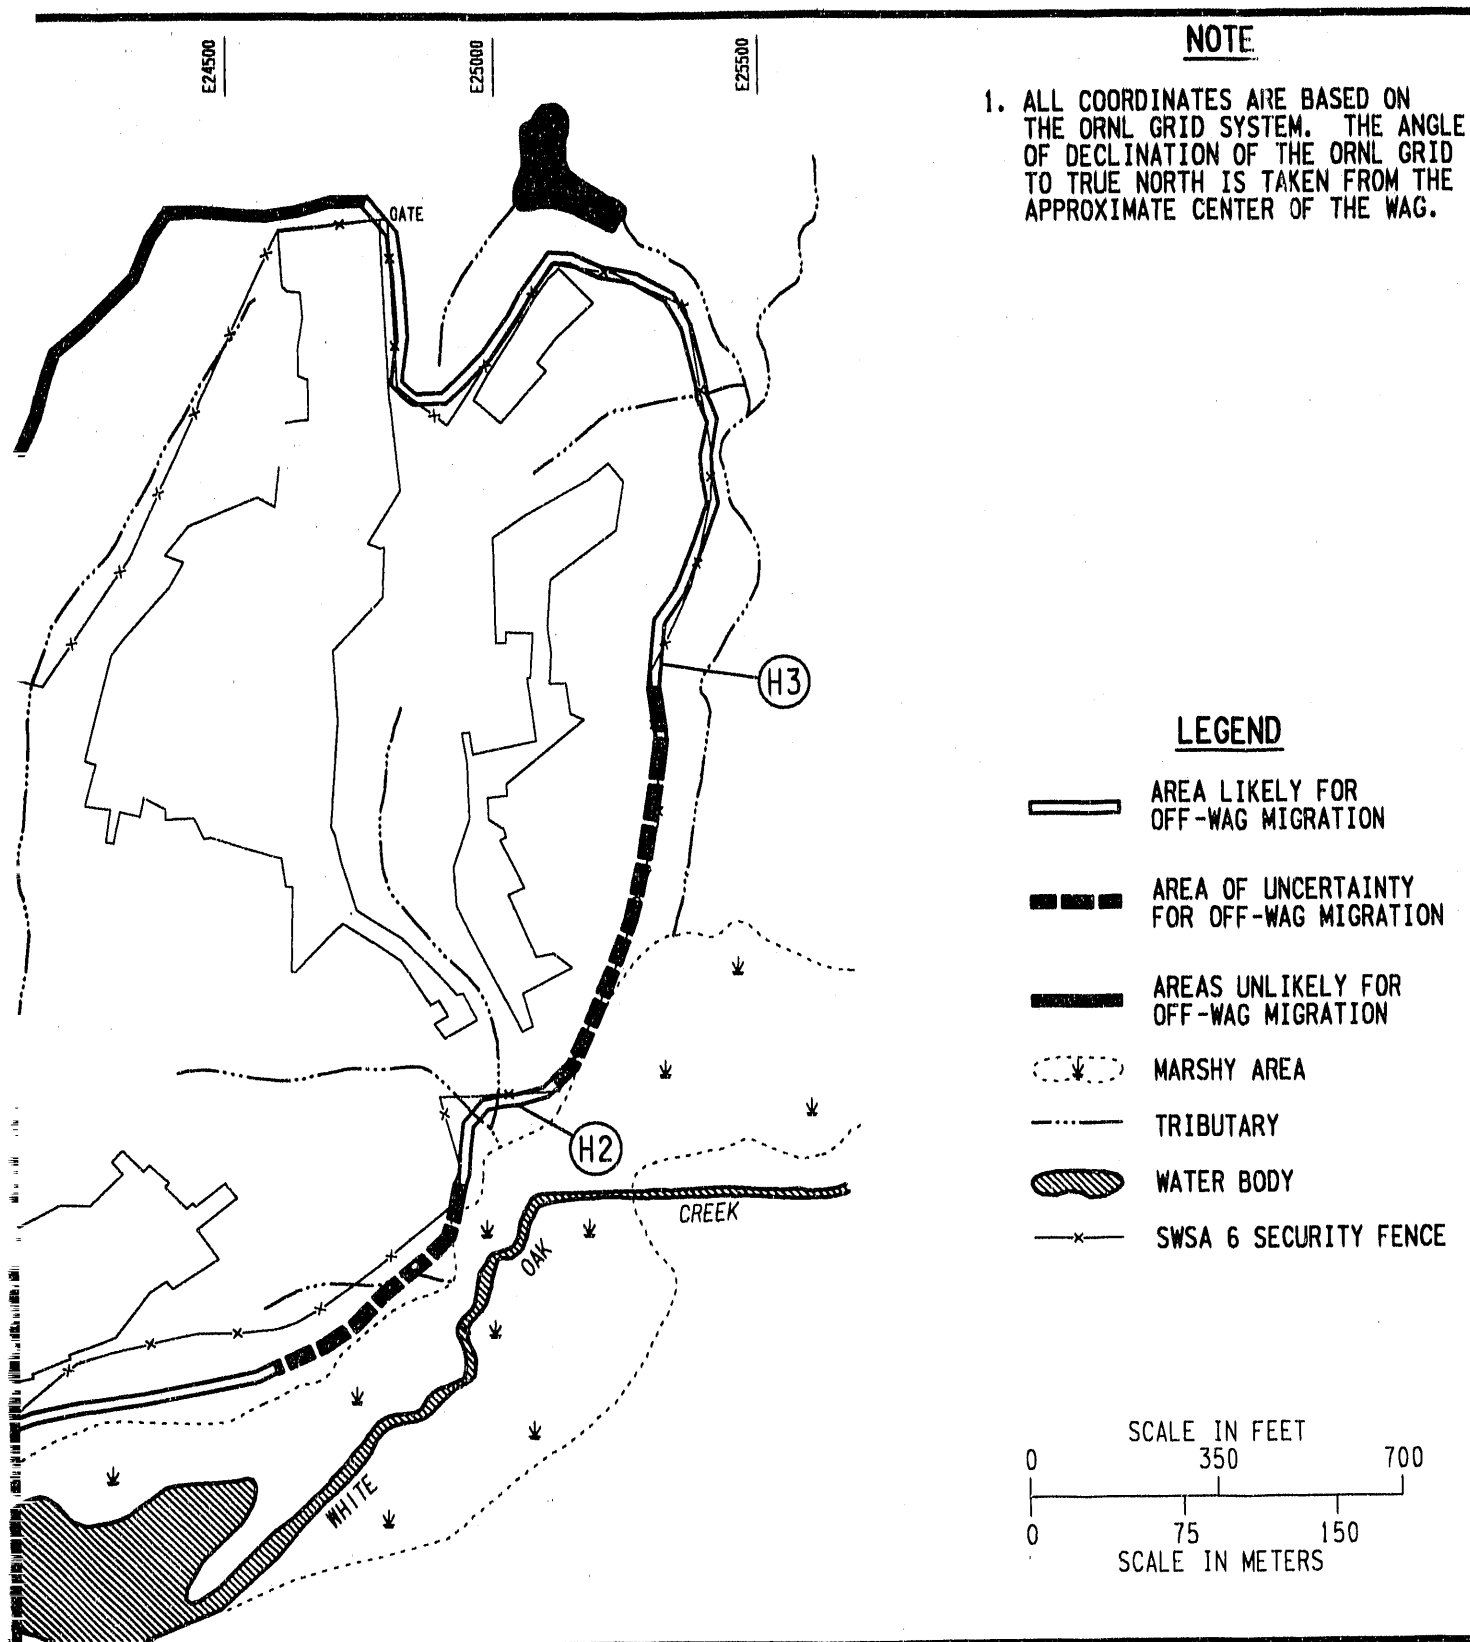 E24500
E25000
E25500
NOTE
1. ALL COORDINATES ARE BASED ON
THE ORNL GRID SYSTEM. THE ANGLE
OF DECLINATION OF THE ORNL GRID
TO TRUE NORTH IS TAKEN FROM THE
APPROXIMATE CENTER OF THE WAG.
GATE
H3
LEGEND
AREA LIKELY FOR
OFF-WAG MIGRATION
AREA OF UNCERTAINTY
FOR OFF-WAG MIGRATION
AREAS UNLIKELY FOR
OFF-WAG MIGRATION
MARSHY AREA
TRIBUTARY
WATER BODY
SWSA 6 SECURITY FENCE
H2
WHITE
OAK
CREEK
SCALE IN FEET
0 350 700
0 75 150
SCALE IN METERS